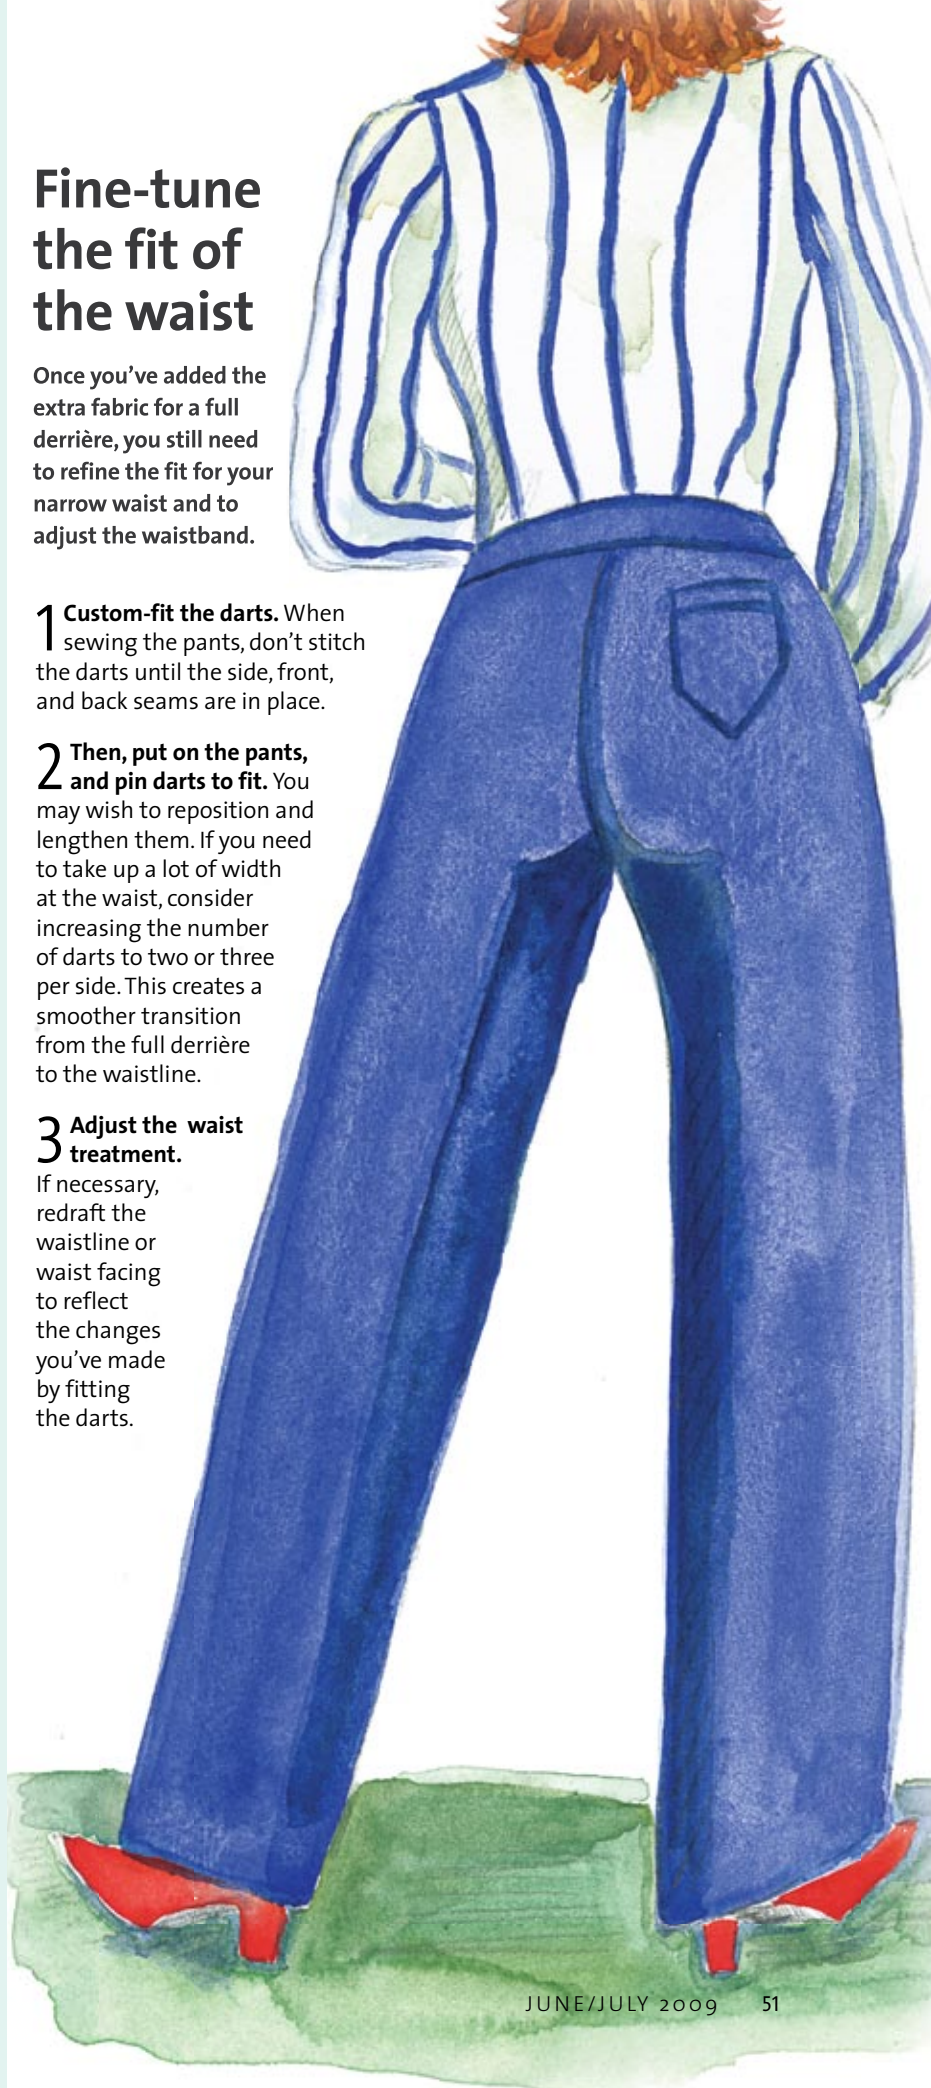 Fine-tune
the fit of
the waist
Once you’ve added the
extra fabric for a full
derrière, you still need
to refine the fit for your
narrow waist and to
adjust the waistband.
1 Custom-fit the darts. When
sewing the pants, don’t stitch
the darts until the side, front,
and back seams are in place.
2 Then, put on the pants,
and pin darts to fit. You
may wish to reposition and
lengthen them. If you need
to take up a lot of width
at the waist, consider
increasing the number
of darts to two or three
per side. This creates a
smoother transition
from the full derrière
to the waistline.
3 Adjust the waist
treatment.
If necessary,
redraft the
waistline or
waist facing
to reflect
the changes
you’ve made
by fitting
the darts.
JUNE/JULY 2009 51